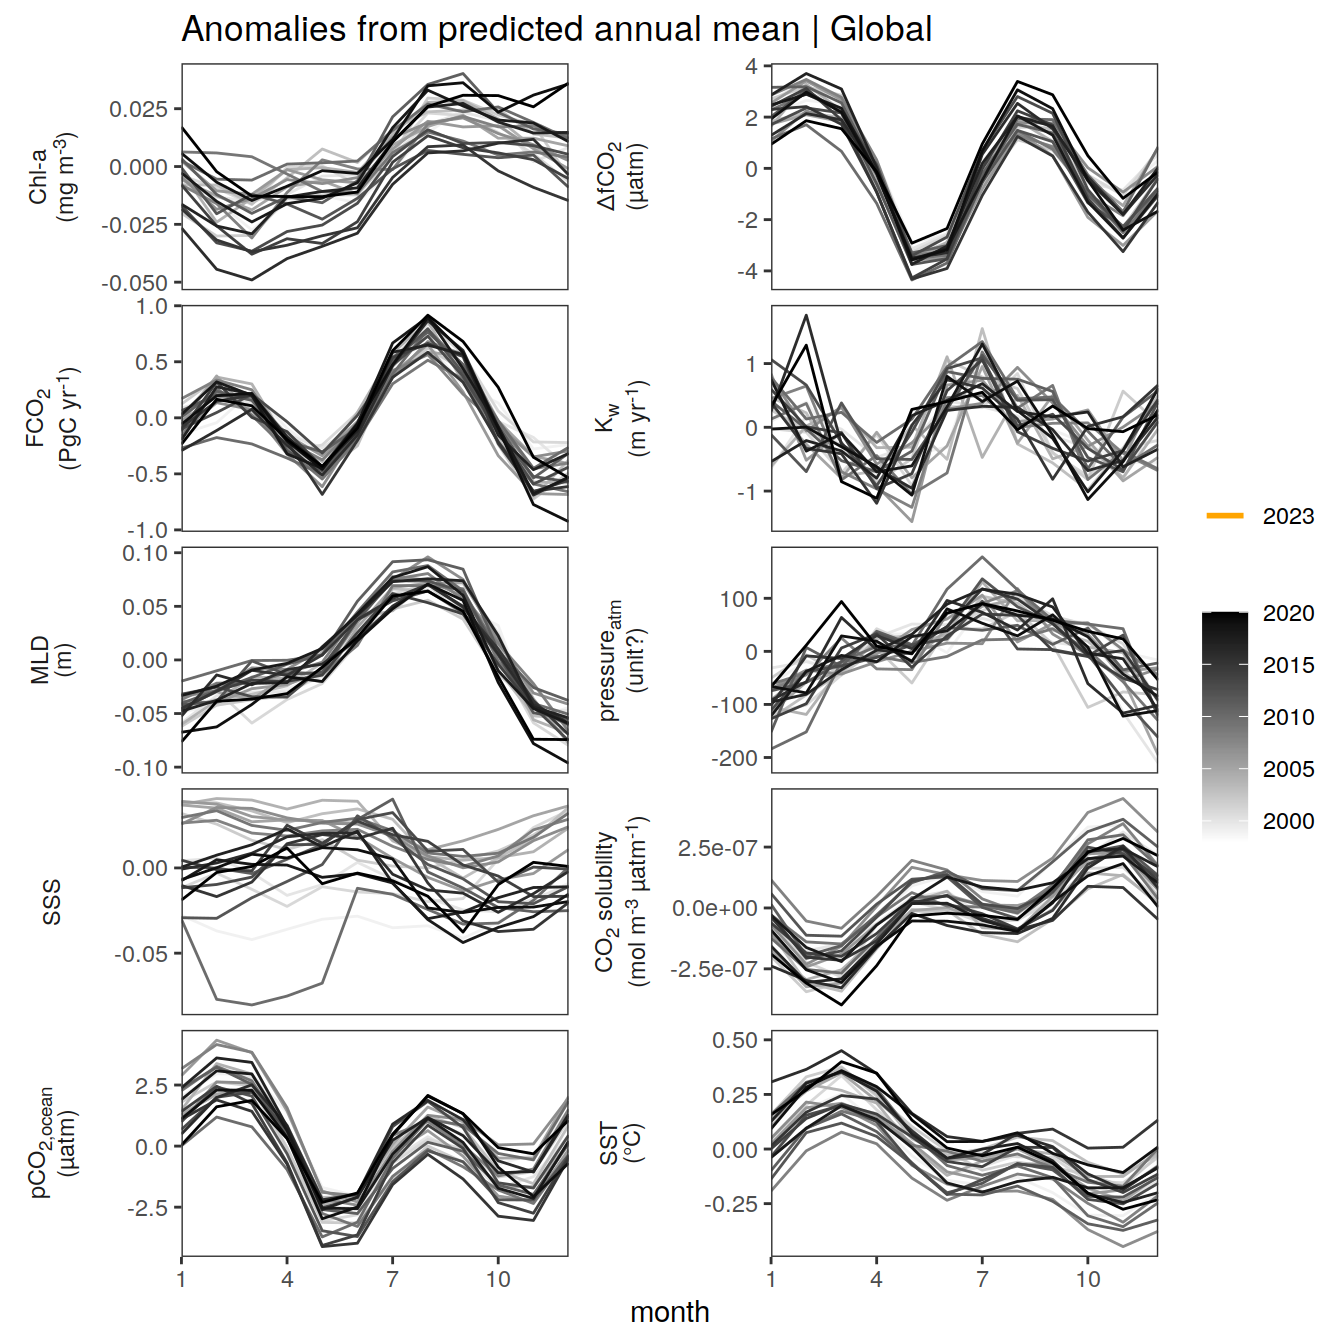 Anomalies from predicted annual mean | Global
Chl-a
(mg m-3)
0.025
0.000
-0.025
-0.050
ΔfCO2
(µatm)
4
2
0
-2
-4
FCO2
(PgC yr-1)
1.0
0.5
0.0
-0.5
-1.0
Kw
(m yr-1)
1
0
-1
MLD
(m)
0.10
0.05
0.00
-0.05
-0.10
pressureatm
(unit?)
100
0
-100
-200
SSS
0.00
-0.05
CO2 solubility
(mol m-3 µatm-1)
2.5e-07
0.0e+00
-2.5e-07
pCO2,ocean
(µatm)
2.5
0.0
-2.5
SST
(°C)
0.50
0.25
0.00
-0.25
1 4 7 10
1 4 7 10
month
2023
2020
2015
2010
2005
2000